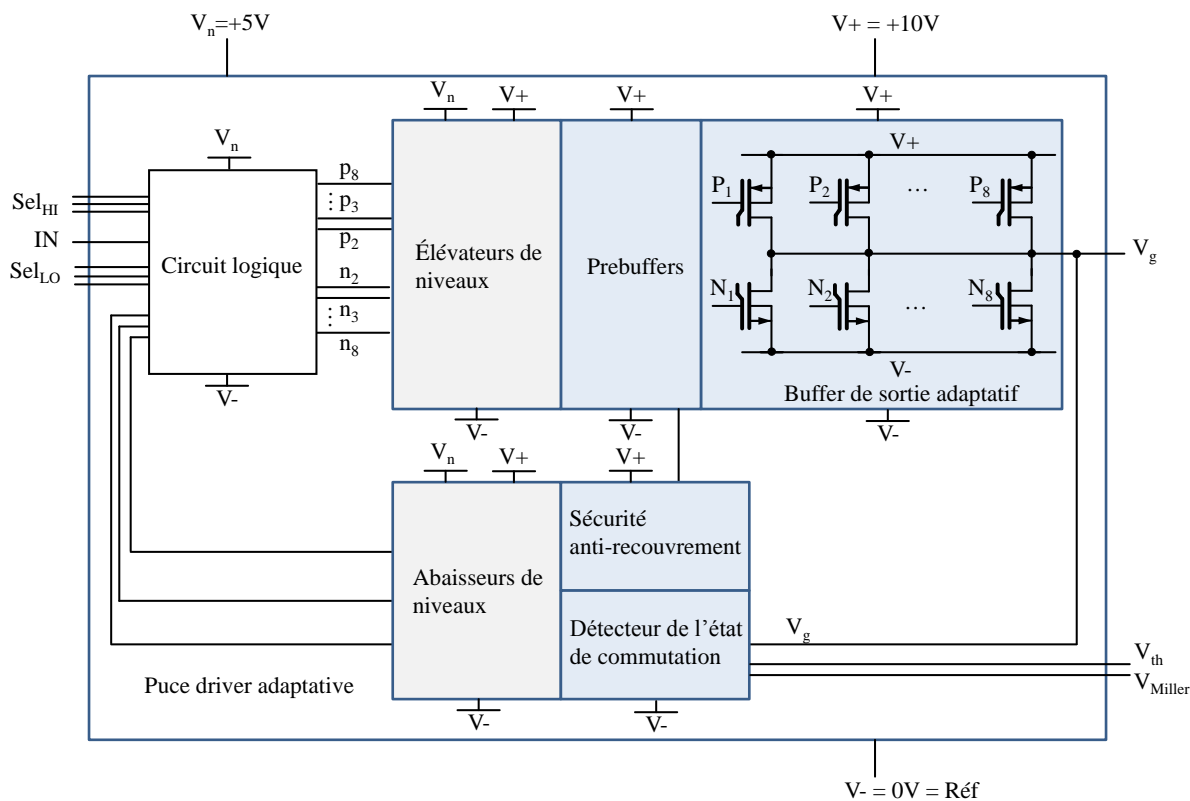 Vn=+5V
V+ = +10V
Vn
V+
V+
V+
Vn
V+
SelHI
IN
SelLO
Circuit logique
p8
⋮ p3
p2
n2
n3
⋮
n8
Élévateurs de
niveaux
Prebuffers
P1
P2
…
P8
N1
N2
…
N8
V-
Buffer de sortie adaptatif
Vg
V-
V-
V-
V-
Vn
V+
V+
Sécurité
anti-recouvrement
Abaisseurs de
niveaux
Détecteur de l'état
de commutation
Vg
Vth
VMiller
Puce driver adaptative
V-
V-
V- = 0V = Réf